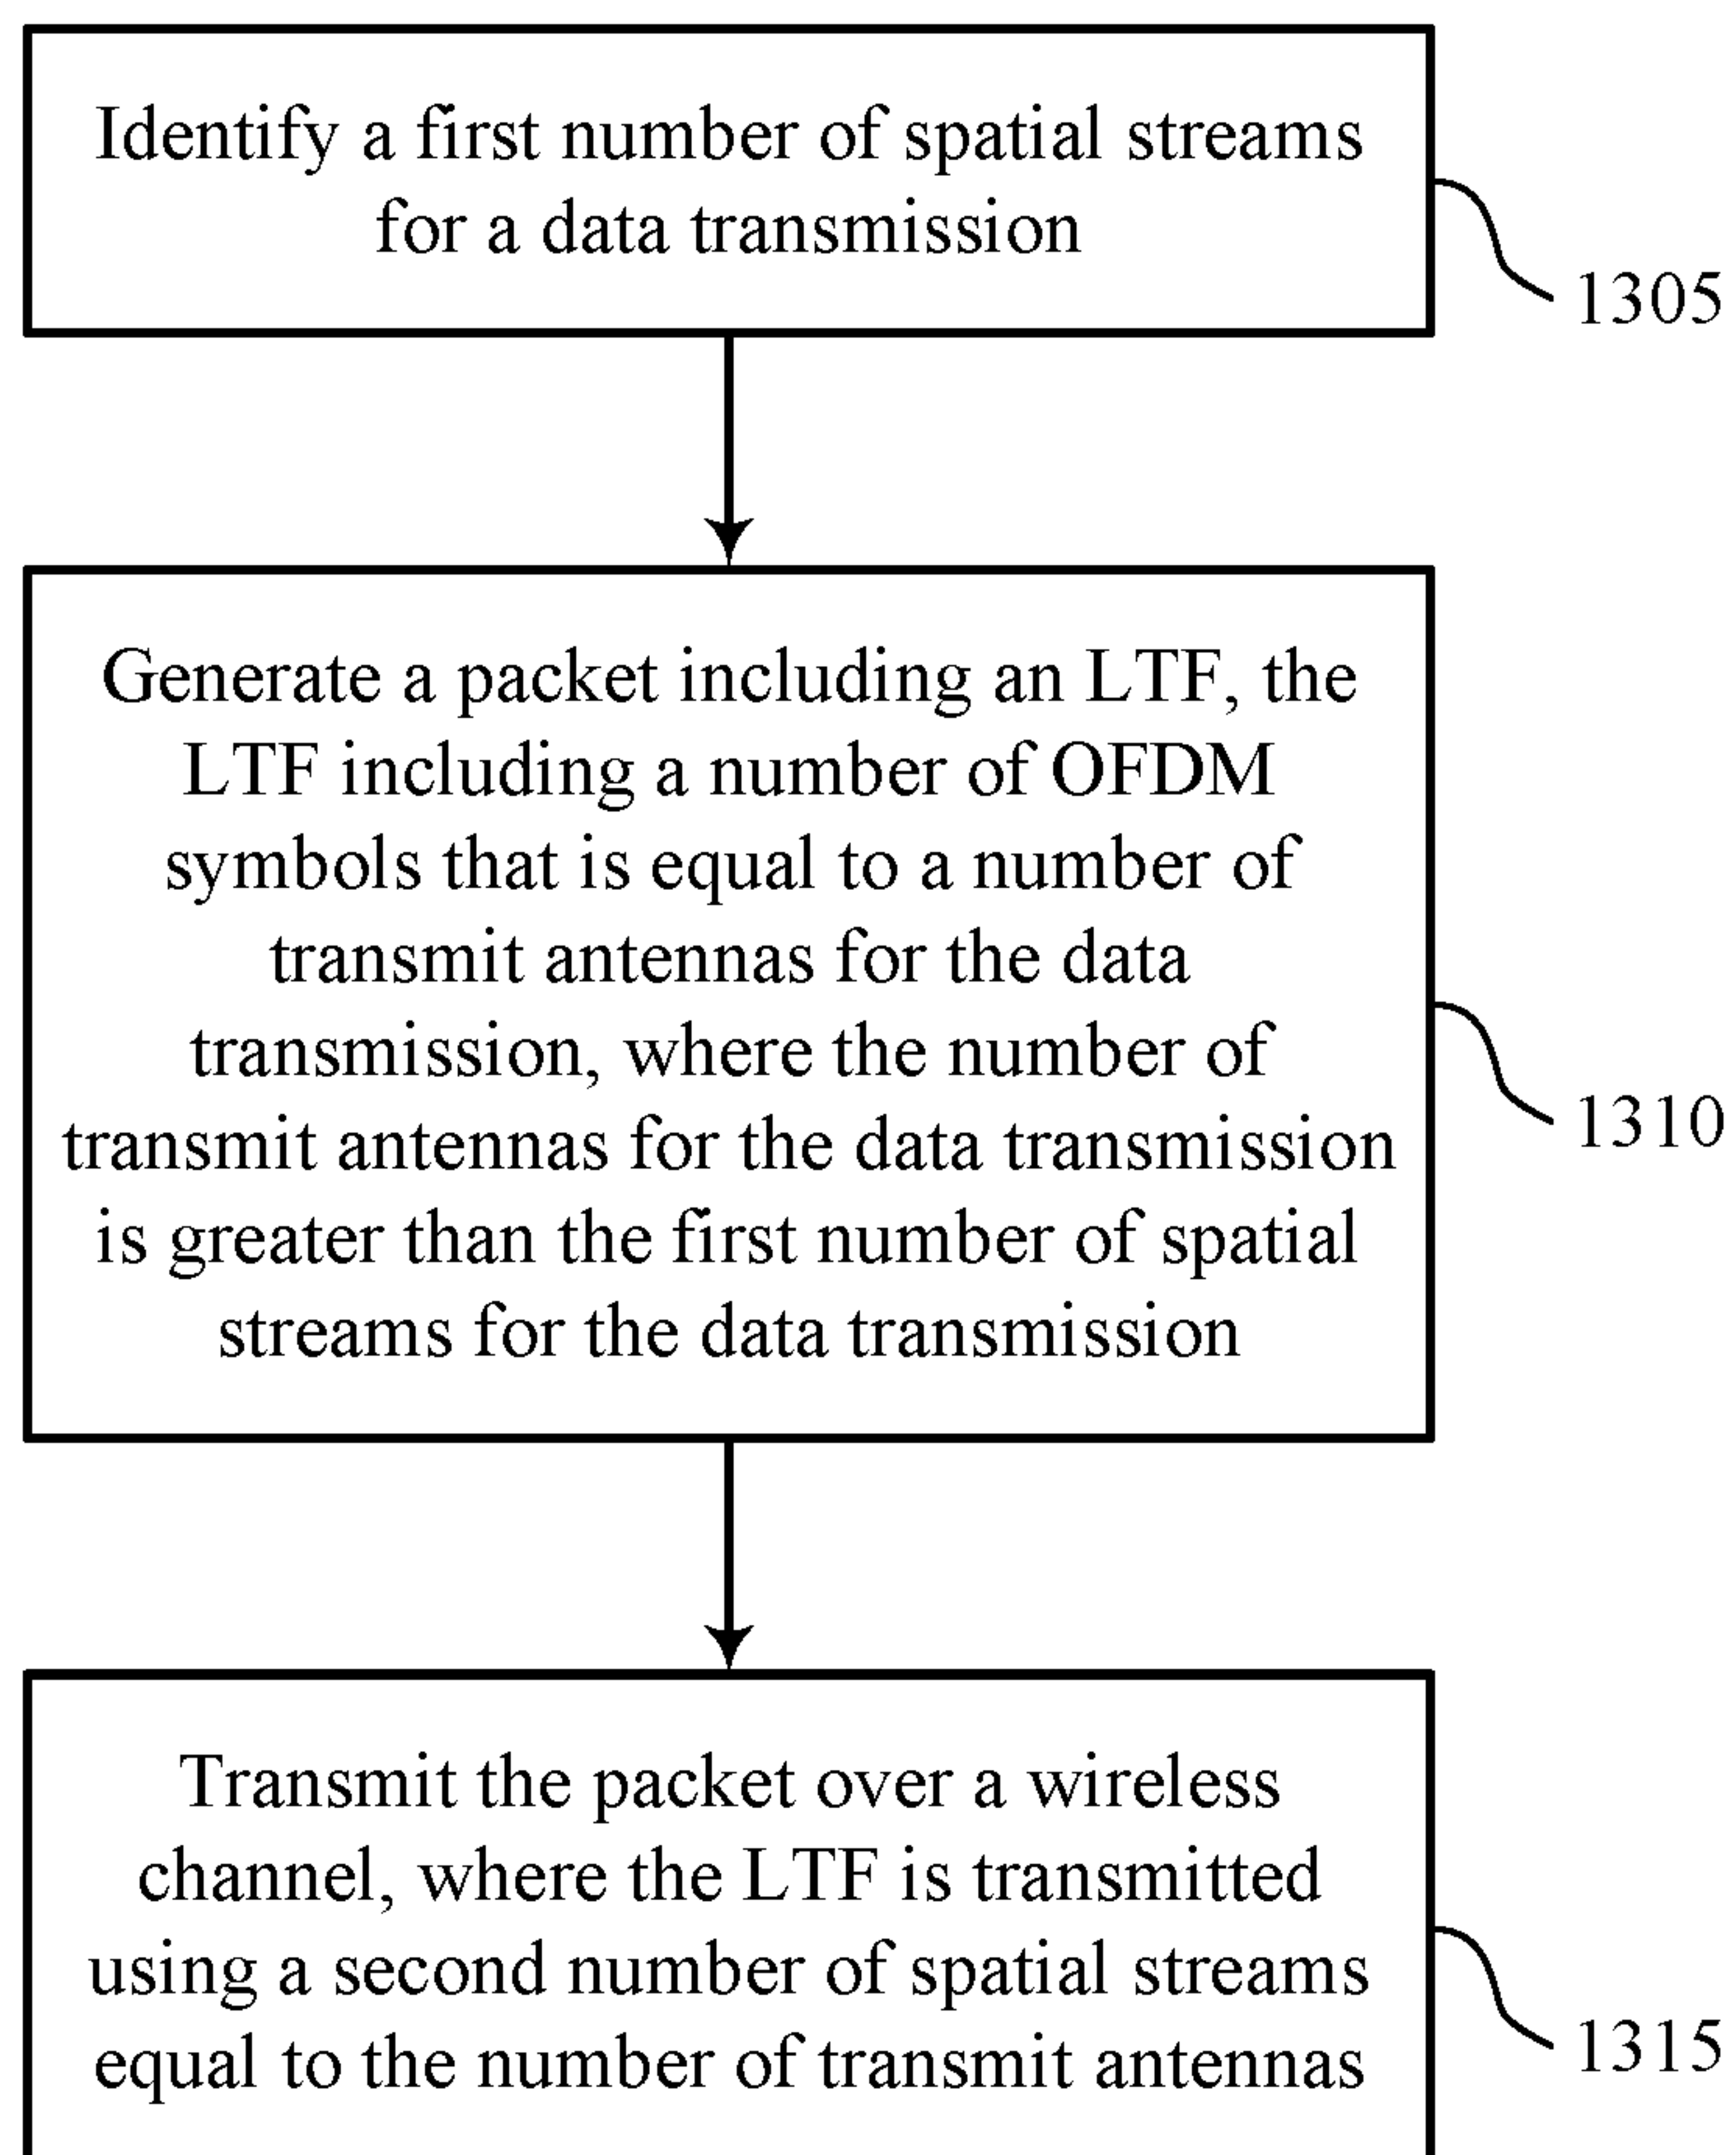 Identify a first number of spatial streams
for a data transmission
1305
Generate a packet including an LTF, the
LTF including a number of OFDM
symbols that is equal to a number of
transmit antennas for the data
transmission, where the number of
transmit antennas for the data transmission
is greater than the first number of spatial
streams for the data transmission
1310
Transmit the packet over a wireless
channel, where the LTF is transmitted
using a second number of spatial streams
equal to the number of transmit antennas
1315